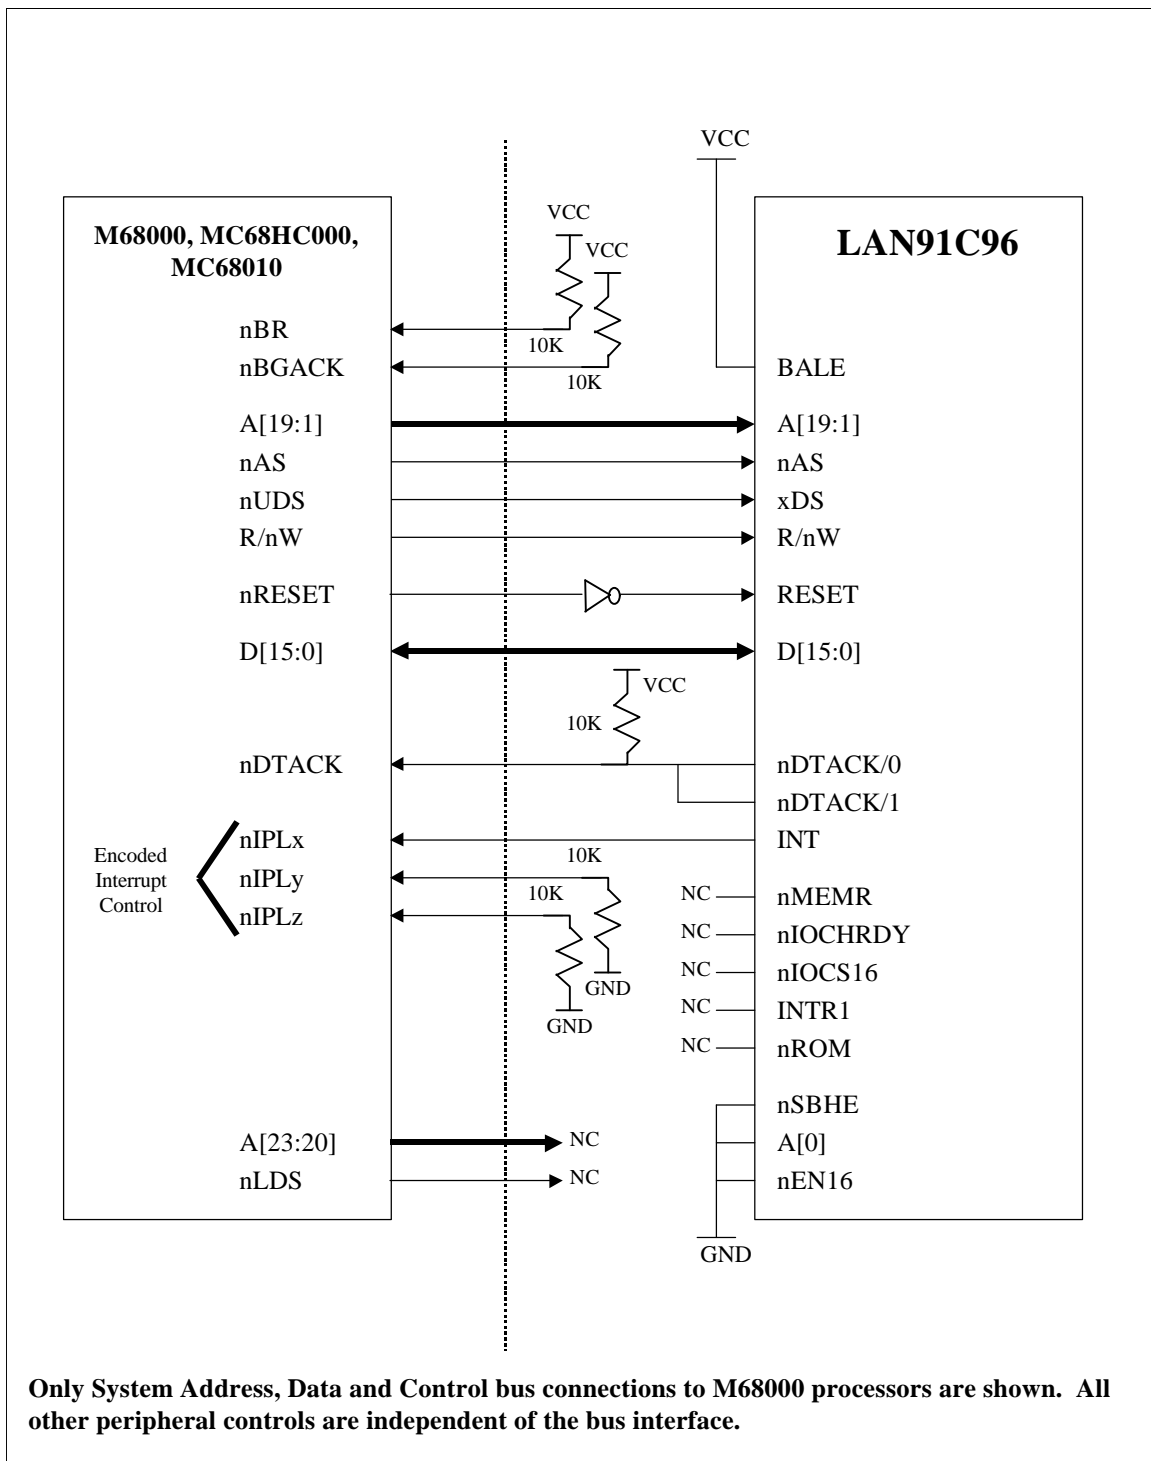 VCC
M68000, MC68HC000,
MC68010
VCC
VCC
LAN91C96
nBR
10K
nBGACK
10K
BALE
A[19:1]
A[19:1]
nAS
nAS
nUDS
xDS
R/nW
R/nW
nRESET
RESET
D[15:0]
D[15:0]
VCC
10K
nDTACK
nDTACK/0
nDTACK/1
nIPLx
INT
Encoded
Interrupt
Control
10K
nIPLy
10K
nIPLz
NC
nMEMR
NC
nIOCHRDY
NC
nIOCS16
GND
NC
INTR1
GND
NC
nROM
nSBHE
A[23:20]
NC
A[0]
nLDS
NC
nEN16
GND
Only System Address, Data and Control bus connections to M68000 processors are shown. All
other peripheral controls are independent of the bus interface.